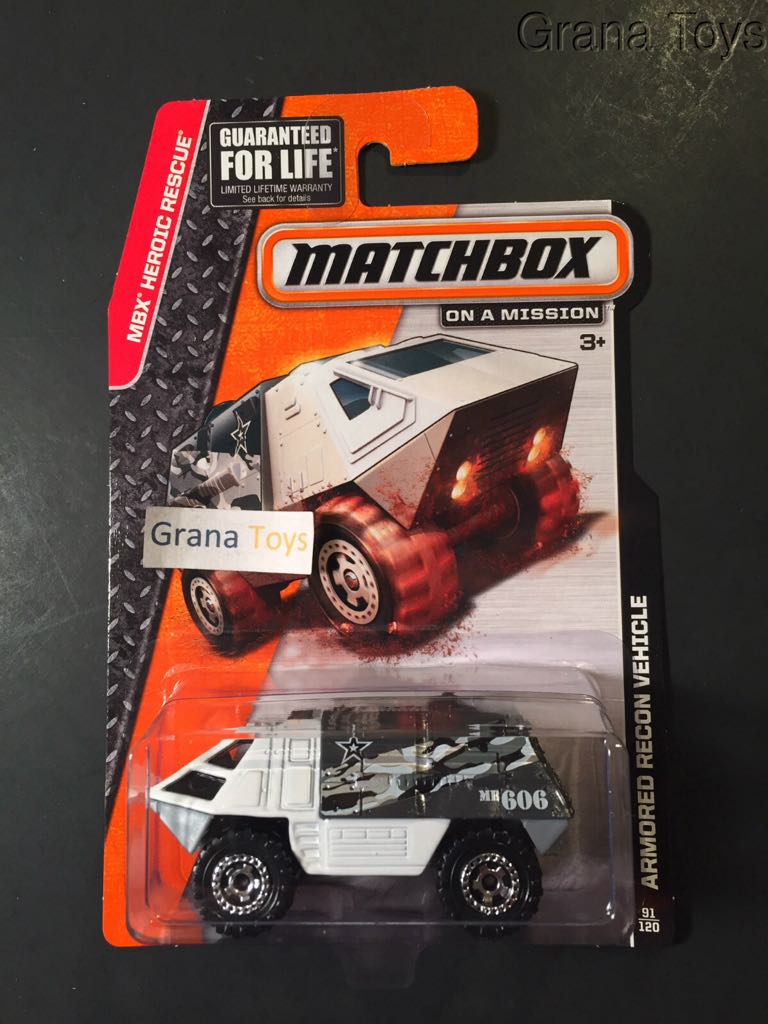 Grana Toys
GUARANTEED
FOR LIFE*
LIMITED LIFETIME WARRANTY
See back for details
MBX® HEROIC RESCUE®
MATCHBOX
ON A MISSION™
3+
Grana Toys
MR606
ARMORED RECON VEHICLE
91
120